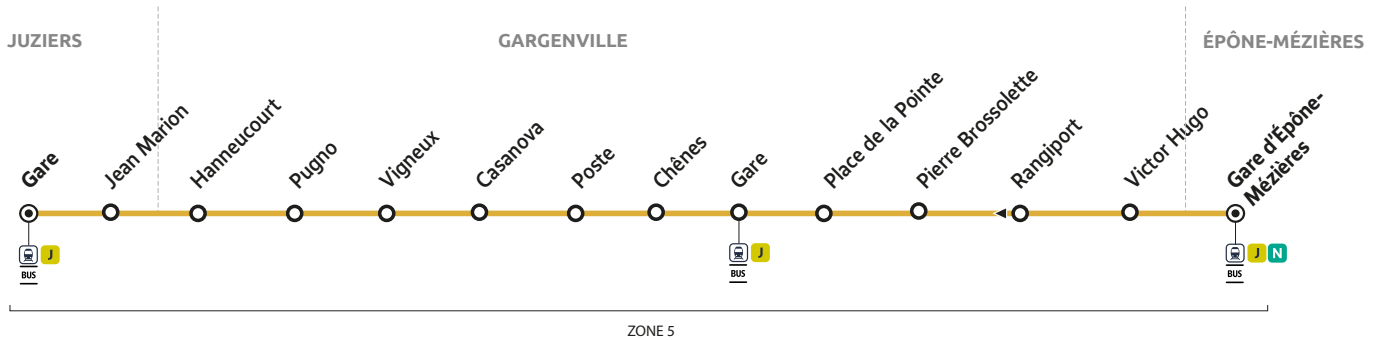 JUZIERS
GARGENVILLE
ÉPÔNE-MÉZIÈRES
Gare
Jean Marion
Hanneucourt
Pugno
Vigneux
Casanova
Poste
Chênes
Gare
Place de la Pointe
Pierre Brossolette
Rangiport
Victor Hugo
Gare d'Épône-
Mézières
J
BUS
J
BUS
J N
BUS
ZONE 5